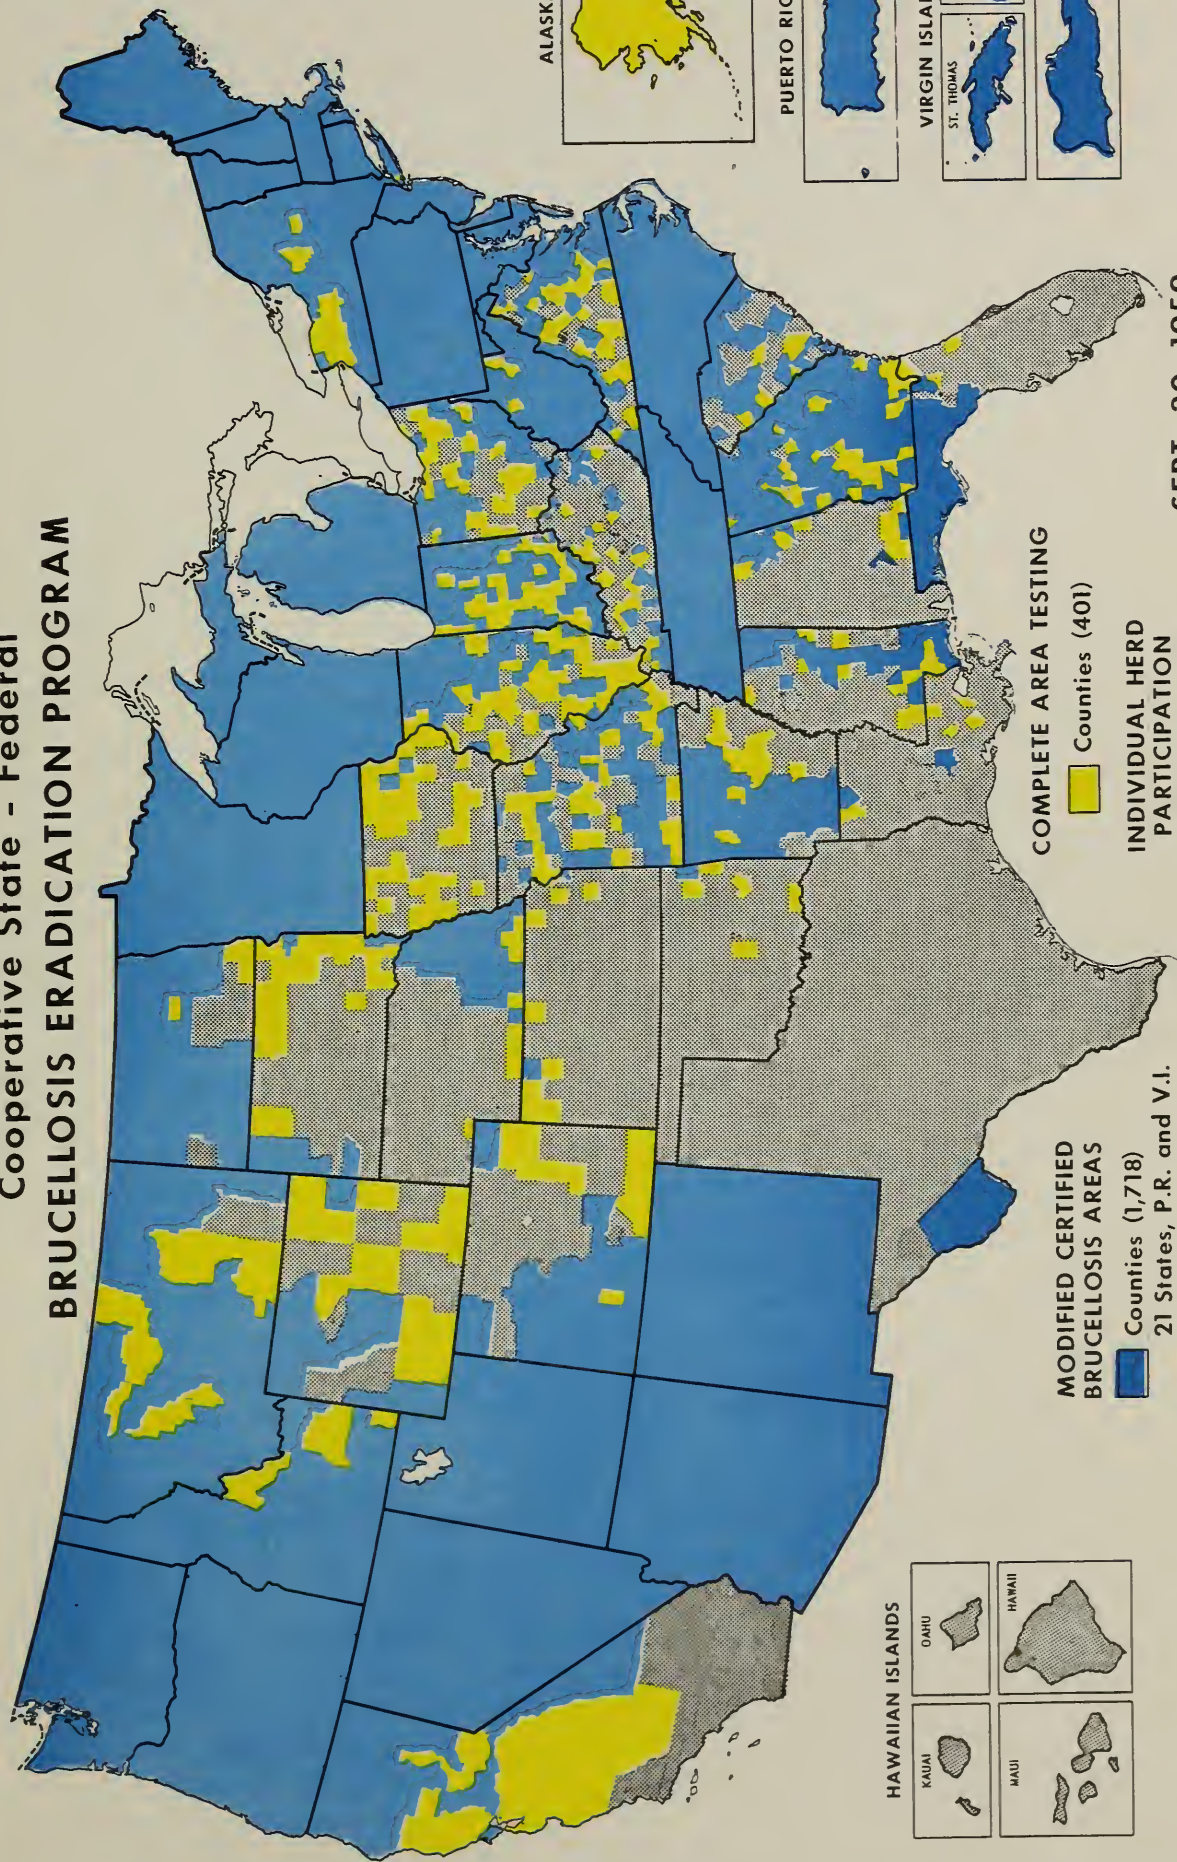 Cooperative State - Federal
BRUCELLOSIS ERADICATION PROGRAM
HAWAIIAN ISLANDS
KAUAI
OAHU
MAUI
HAWAII
MODIFIED CERTIFIED
BRUCELLOSIS AREAS
Counties (1,718)
21 States, P.R. and V.I.
COMPLETE AREA TESTING
Counties (401)
INDIVIDUAL HERD
PARTICIPATION
ALASK
PUERTO RIC
VIRGIN ISLA
ST. THOMAS